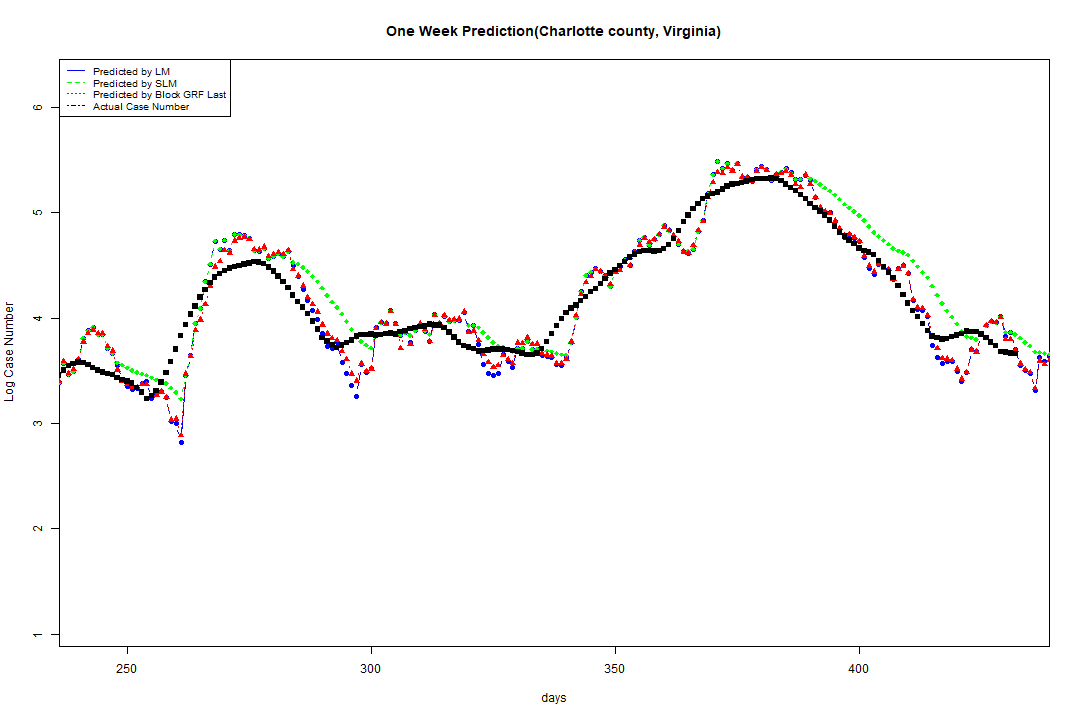 One Week Prediction(Charlotte county, Virginia)
Predicted by LM
Predicted by SLM
Predicted by Block GRF Last
Actual Case Number
6
5
4
3
2
1
Log Case Number
250 300 350 400
days